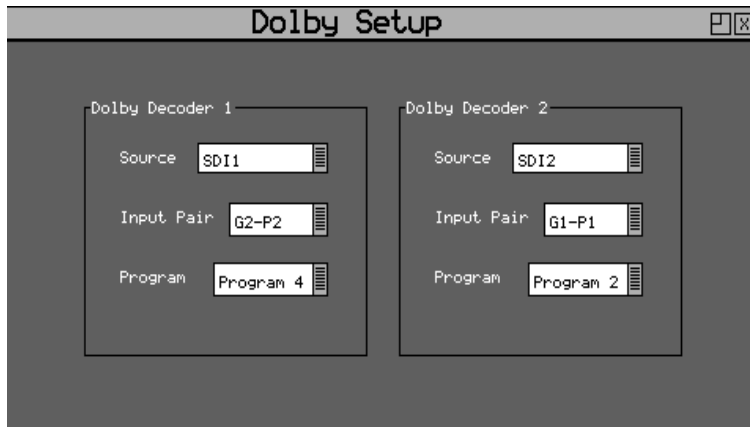 Dolby Setup
Dolby Decoder 1
Source SDI1
Input Pair G2-P2
Program Program 4
Dolby Decoder 2
Source SDI2
Input Pair G1-P1
Program Program 2